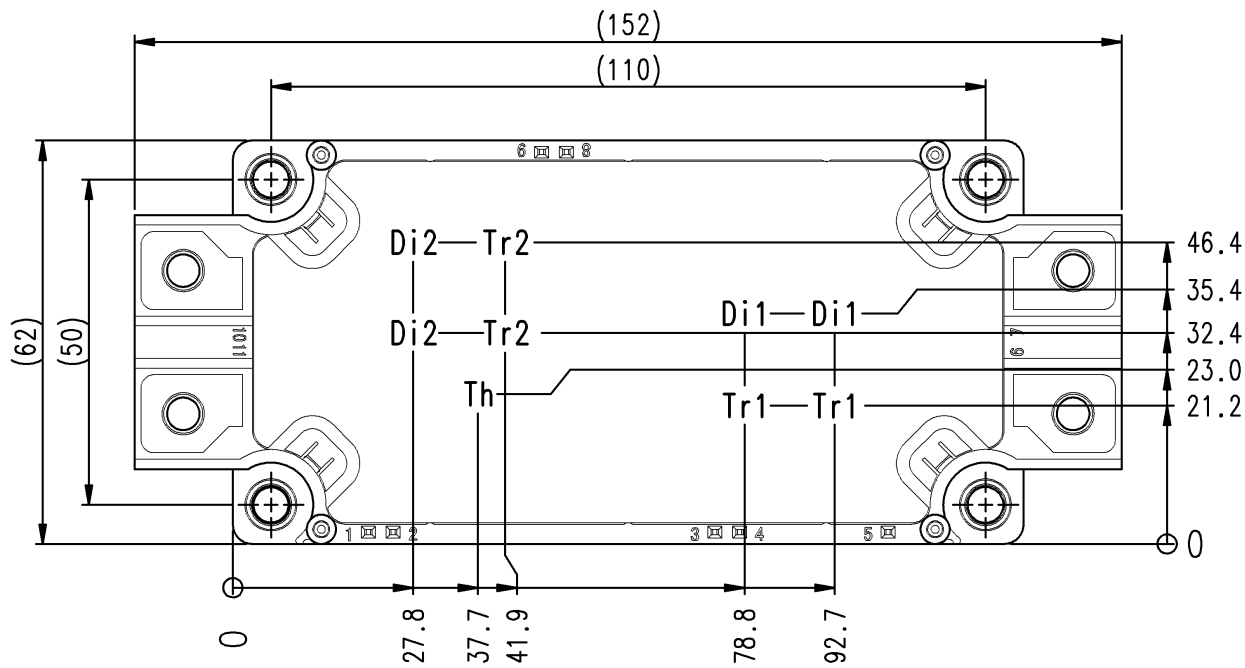 (152)
(110)
6 8
Di2 Tr2 46.4
35.4
Di1 Di1
(62) (50) 1011 Di2 Tr2 7 32.4
9
23.0
Th
Tr1 Tr1 21.2
1 2 3 4 5
0
0 27.8 37.7 41.9 78.8 92.7